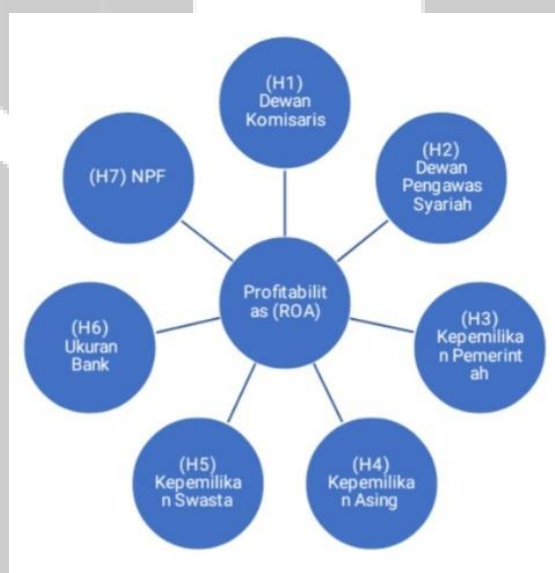 (H1)
Dewan
Komisaris
(H2)
Dewan
Pengawas
Syariah
(H7) NPF
Profitabilit
as (ROA)
(H3)
Kepemilika
n Pemerint
ah
(H6)
Ukuran
Bank
(H5)
Kepemilika
n Swasta
(H4)
Kepemilika
n Asing